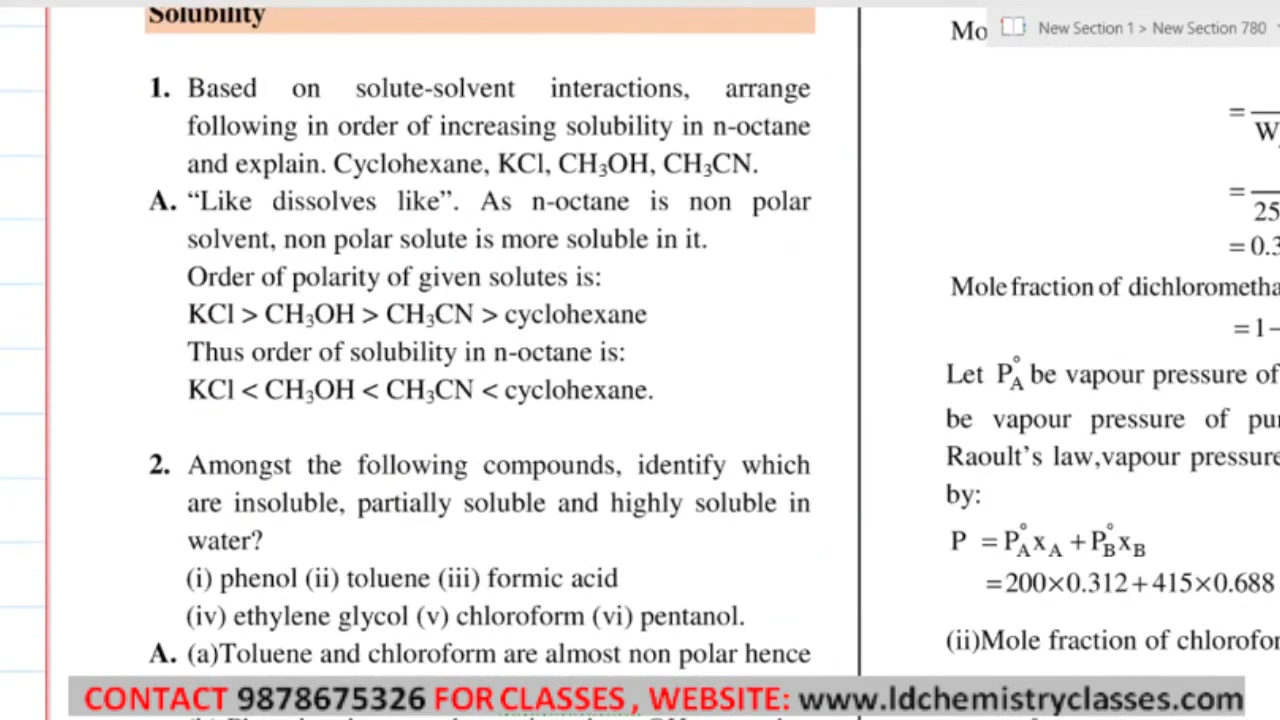 Solubility
1. Based on solute-solvent interactions, arrange
following in order of increasing solubility in n-octane
and explain. Cyclohexane, KCl, CH₃OH, CH₃CN.
A. “Like dissolves like”. As n-octane is non polar
solvent, non polar solute is more soluble in it.
Order of polarity of given solutes is:
KCl > CH₃OH > CH₃CN > cyclohexane
Thus order of solubility in n-octane is:
KCl < CH₃OH < CH₃CN < cyclohexane.
2. Amongst the following compounds, identify which
are insoluble, partially soluble and highly soluble in
water?
(i) phenol (ii) toluene (iii) formic acid
(iv) ethylene glycol (v) chloroform (vi) pentanol.
A. (a)Toluene and chloroform are almost non polar hence
Mo
New Section 1 > New Section 780
=
W
=
25
= 0.3
Mole fraction of dichlorometha
= 1 −
Let P°A be vapour pressure of
be vapour pressure of pu
Raoult’s law,vapour pressure
by:
P = P°A xA + P°B xB
= 200×0.312+415×0.688
(ii)Mole fraction of chlorofor
CONTACT 9878675326 FOR CLASSES , WEBSITE: www.ldchemistryclasses.com